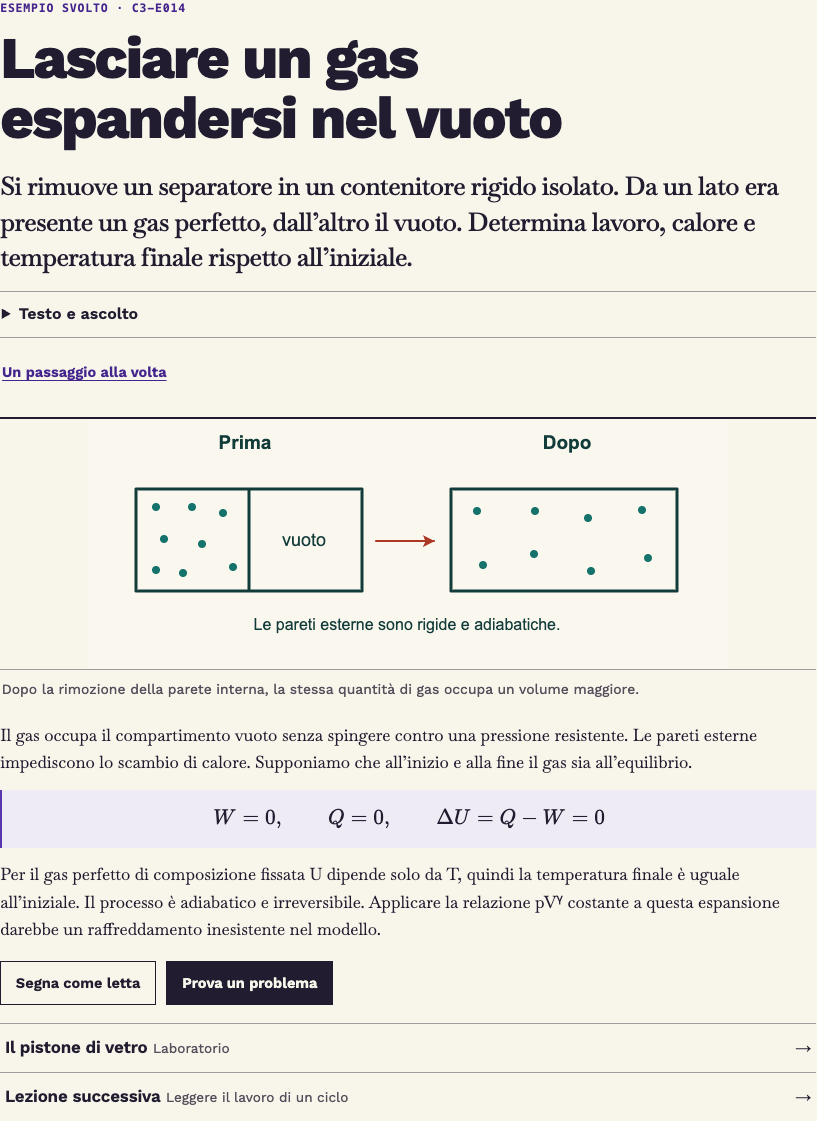 ESEMPIO SVOLTO · C3–E014
Lasciare un gas
espandersi nel vuoto
Si rimuove un separatore in un contenitore rigido isolato. Da un lato era
presente un gas perfetto, dall’altro il vuoto. Determina lavoro, calore e
temperatura finale rispetto all’iniziale.
▶ Testo e ascolto
Un passaggio alla volta
Prima
Dopo
vuoto
Le pareti esterne sono rigide e adiabatiche.
Dopo la rimozione della parete interna, la stessa quantità di gas occupa un volume maggiore.
Il gas occupa il compartimento vuoto senza spingere contro una pressione resistente. Le pareti esterne
impediscono lo scambio di calore. Supponiamo che all’inizio e alla fine il gas sia all’equilibrio.
W = 0, Q = 0, ΔU = Q − W = 0
Per il gas perfetto di composizione fissata U dipende solo da T, quindi la temperatura finale è uguale
all’iniziale. Il processo è adiabatico e irreversibile. Applicare la relazione pVᵞ costante a questa espansione
darebbe un raffreddamento inesistente nel modello.
Segna come letta
Prova un problema
Il pistone di vetro Laboratorio →
Lezione successiva Leggere il lavoro di un ciclo →